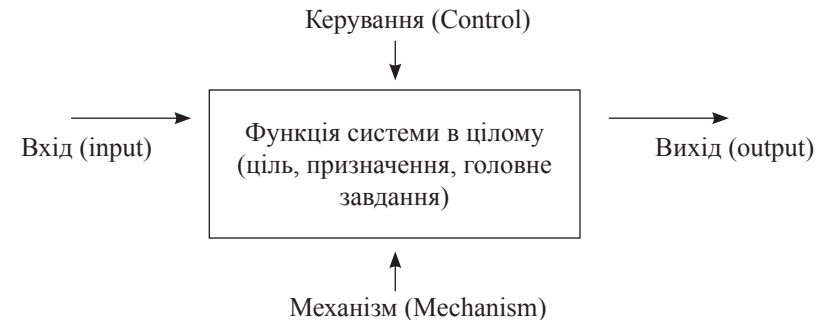 Керування (Control)
Вхід (input)
Функція системи в цілому
(ціль, призначення, головне
завдання)
Вихід (output)
Механізм (Mechanism)